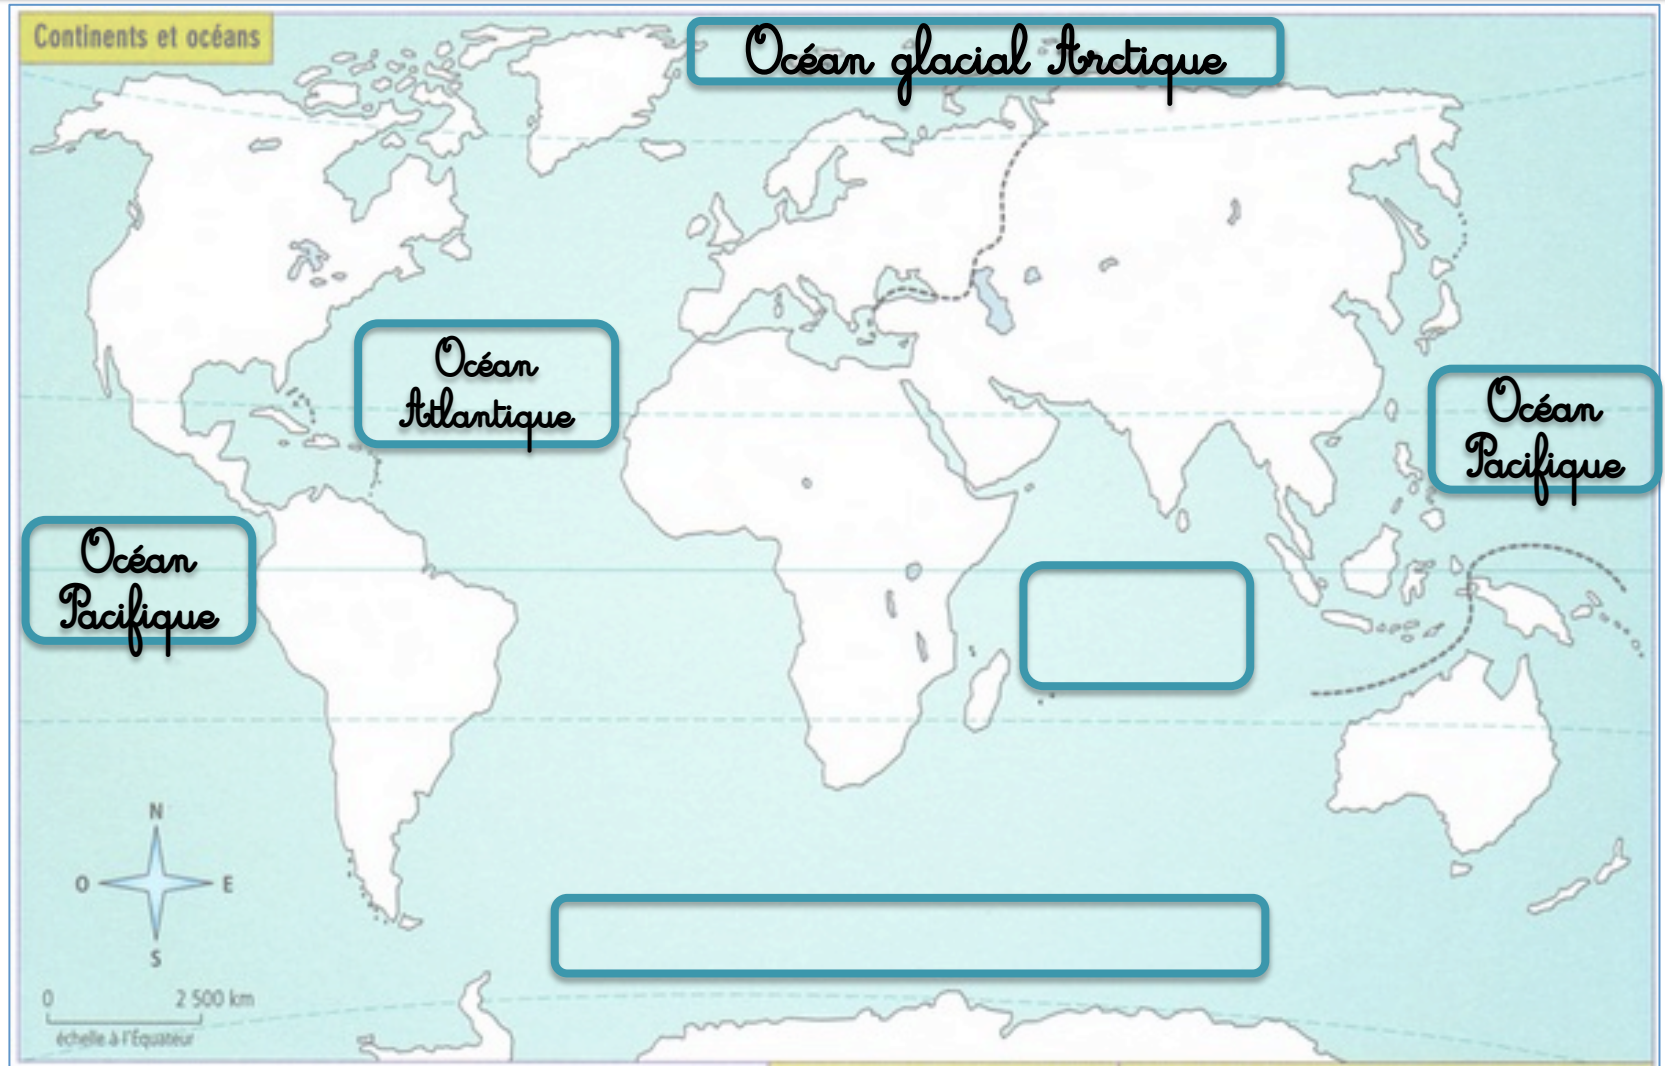 Continents et océans
Océan glacial Arctique
Océan
Atlantique
Océan
Pacifique
Océan
Pacifique
N
O
E
S
0
2 500 km
échelle à l'Équateur